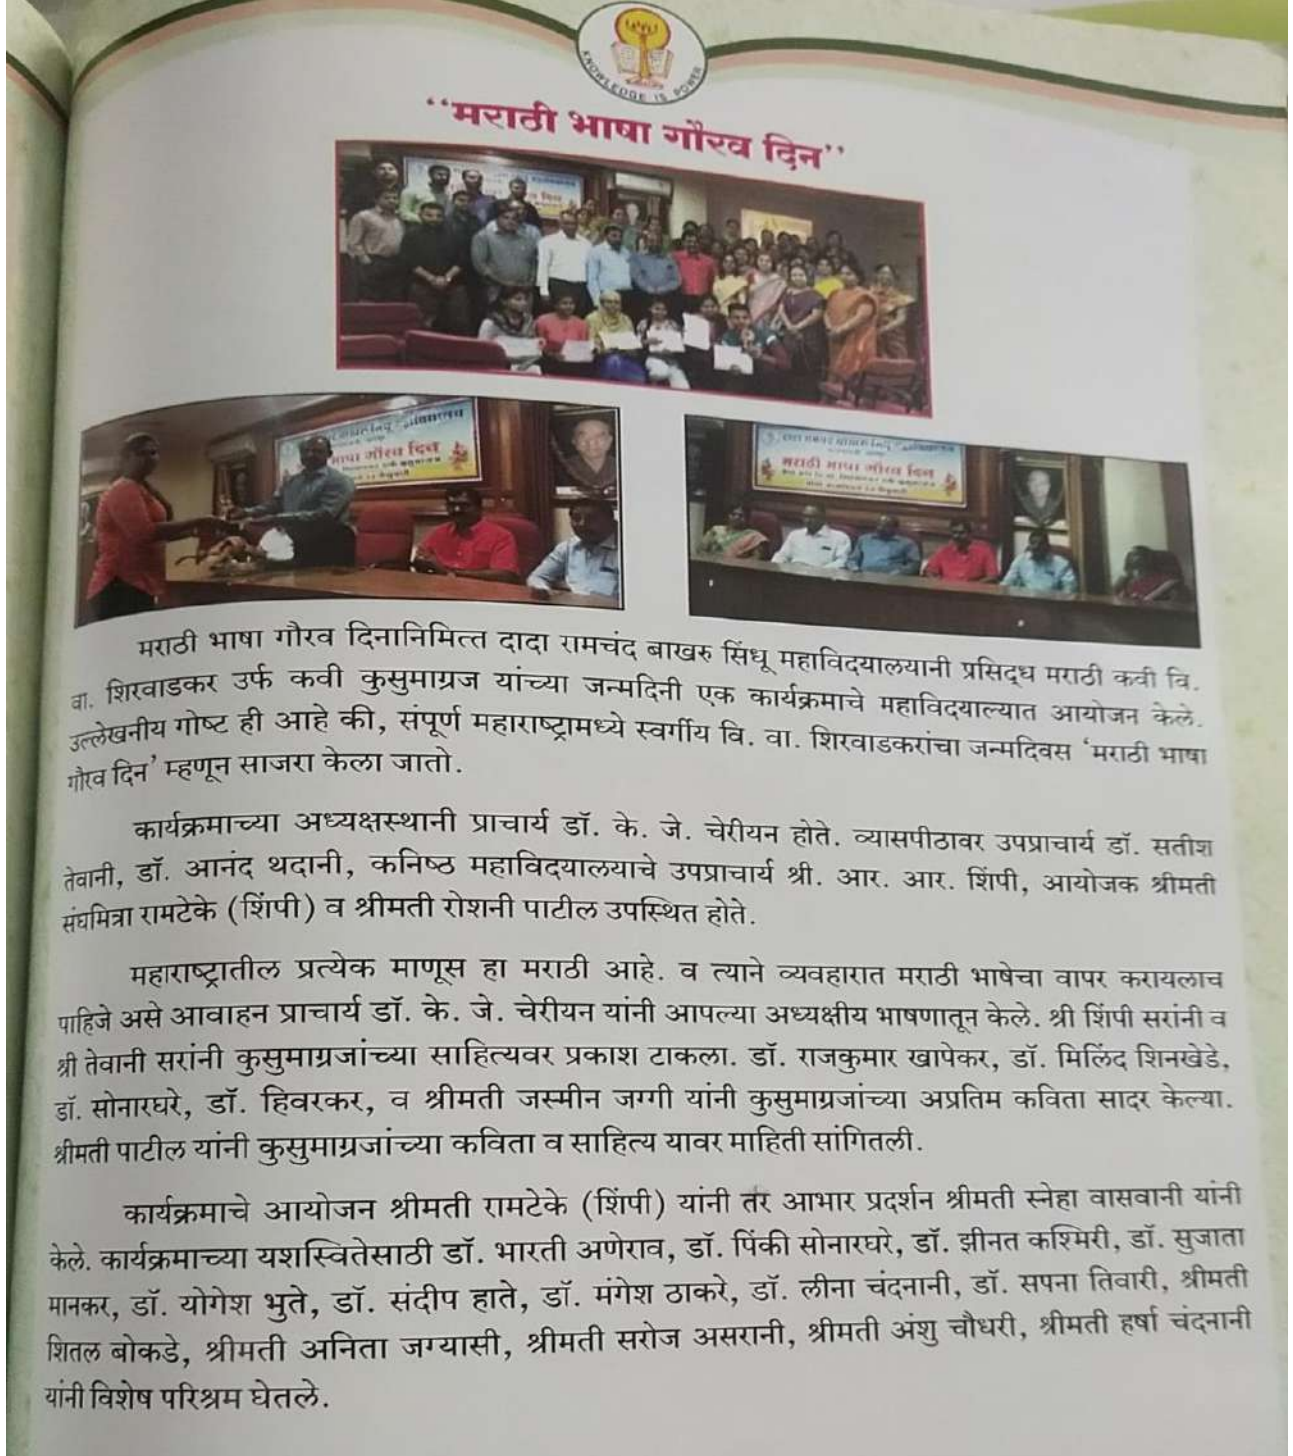 KNOWLEDGE IS POWER
“मराठी भाषा गौरव दिन”
भाषा गौरव दिन
मराठी भाषा गौरव दिन
मराठी भाषा गौरव दिनानिमित्त दादा रामचंद बाखरु सिंधू महाविदयालयानी प्रसिद्ध मराठी कवी वि.
वा. शिरवाडकर उर्फ कवी कुसुमाग्रज यांच्या जन्मदिनी एक कार्यक्रमाचे महाविदयाल्यात आयोजन केले.
उल्लेखनीय गोष्ट ही आहे की, संपूर्ण महाराष्ट्रामध्ये स्वर्गीय वि. वा. शिरवाडकरांचा जन्मदिवस ‘मराठी भाषा
गौरव दिन’ म्हणून साजरा केला जातो.
कार्यक्रमाच्या अध्यक्षस्थानी प्राचार्य डॉ. के. जे. चेरीयन होते. व्यासपीठावर उपप्राचार्य डॉ. सतीश
तेवानी, डॉ. आनंद थदानी, कनिष्ठ महाविदयालयाचे उपप्राचार्य श्री. आर. आर. शिंपी, आयोजक श्रीमती
संघमित्रा रामटेके (शिंपी) व श्रीमती रोशनी पाटील उपस्थित होते.
महाराष्ट्रातील प्रत्येक माणूस हा मराठी आहे. व त्याने व्यवहारात मराठी भाषेचा वापर करायलाच
पाहिजे असे आवाहन प्राचार्य डॉ. के. जे. चेरीयन यांनी आपल्या अध्यक्षीय भाषणातून केले. श्री शिंपी सरांनी व
श्री तेवानी सरांनी कुसुमाग्रजांच्या साहित्यवर प्रकाश टाकला. डॉ. राजकुमार खापेकर, डॉ. मिलिंद शिनखेडे,
डॉ. सोनारघरे, डॉ. हिवरकर, व श्रीमती जस्मीन जग्गी यांनी कुसुमाग्रजांच्या अप्रतिम कविता सादर केल्या.
श्रीमती पाटील यांनी कुसुमाग्रजांच्या कविता व साहित्य यावर माहिती सांगितली.
कार्यक्रमाचे आयोजन श्रीमती रामटेके (शिंपी) यांनी तर आभार प्रदर्शन श्रीमती स्नेहा वासवानी यांनी
केले. कार्यक्रमाच्या यशस्वितेसाठी डॉ. भारती अणेराव, डॉ. पिंकी सोनारघरे, डॉ. झीनत कश्मिरी, डॉ. सुजाता
मानकर, डॉ. योगेश भुते, डॉ. संदीप हाते, डॉ. मंगेश ठाकरे, डॉ. लीना चंदनानी, डॉ. सपना तिवारी, श्रीमती
शितल बोकडे, श्रीमती अनिता जग्यासी, श्रीमती सरोज असरानी, श्रीमती अंशु चौधरी, श्रीमती हर्षा चंदनानी
यांनी विशेष परिश्रम घेतले.